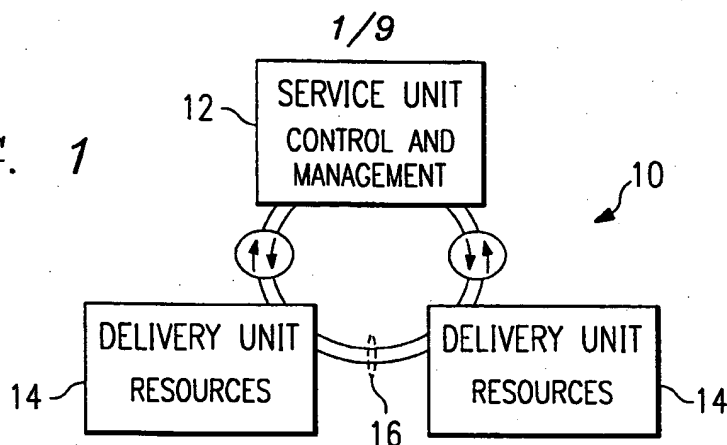 1/9
SERVICE UNIT
CONTROL AND
MANAGEMENT
12
1
10
DELIVERY UNIT
RESOURCES
DELIVERY UNIT
RESOURCES
14
16
14